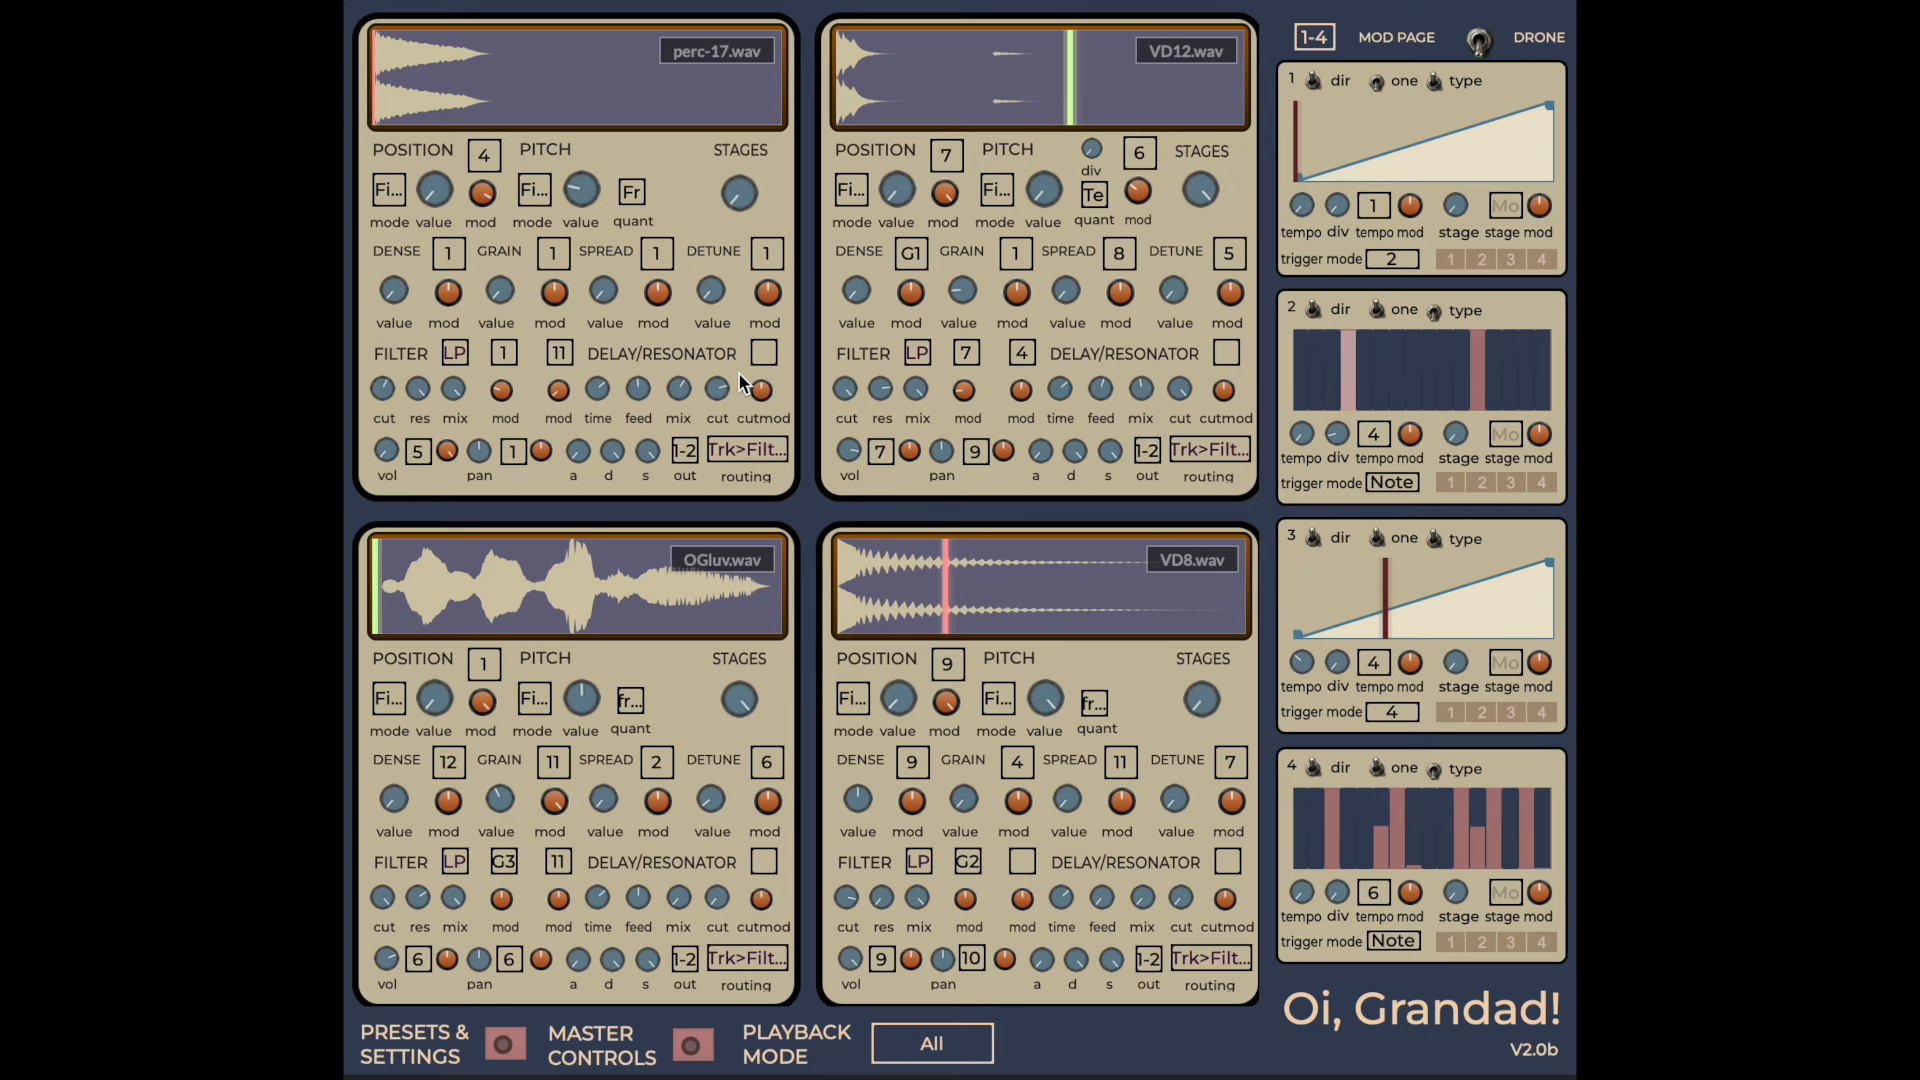 perc-17.wav
POSITION 4 PITCH STAGES
Fi... Fi... Fr
mode value mod mode value quant
DENSE 1 GRAIN 1 SPREAD 1 DETUNE 1
value mod value mod value mod value mod
FILTER LP 1 11 DELAY/RESONATOR
cut res mix mod mod time feed mix cut cutmod
5 1 1-2 Trk>Filt...
vol pan a d s out routing
VD12.wav
POSITION 7 PITCH div 6 STAGES
Fi... Fi... Te
mode value mod mode value quant mod
DENSE G1 GRAIN 1 SPREAD 8 DETUNE 5
value mod value mod value mod value mod
FILTER LP 7 4 DELAY/RESONATOR
cut res mix mod mod time feed mix cut cutmod
7 9 1-2 Trk>Filt...
vol pan a d s out routing
OGluv.wav
POSITION 1 PITCH STAGES
Fi... Fi... fr...
mode value mod mode value quant
DENSE 12 GRAIN 11 SPREAD 2 DETUNE 6
value mod value mod value mod value mod
FILTER LP G3 11 DELAY/RESONATOR
cut res mix mod mod time feed mix cut cutmod
6 6 1-2 Trk>Filt...
vol pan a d s out routing
VD8.wav
POSITION 9 PITCH STAGES
Fi... Fi... fr...
mode value mod mode value quant
DENSE 9 GRAIN 4 SPREAD 11 DETUNE 7
value mod value mod value mod value mod
FILTER LP G2 DELAY/RESONATOR
cut res mix mod mod time feed mix cut cutmod
9 10 1-2 Trk>Filt...
vol pan a d s out routing
1-4 MOD PAGE DRONE
1 dir one type
1 Mo
tempo div tempo mod stage stage mod
trigger mode 2 1 2 3 4
2 dir one type
4 Mo
tempo div tempo mod stage stage mod
trigger mode Note 1 2 3 4
3 dir one type
4 Mo
tempo div tempo mod stage stage mod
trigger mode 4 1 2 3 4
4 dir one type
6 Mo
tempo div tempo mod stage stage mod
trigger mode Note 1 2 3 4
PRESETS &
SETTINGS
MASTER
CONTROLS
PLAYBACK
MODE
All
Oi, Grandad!
V2.0b